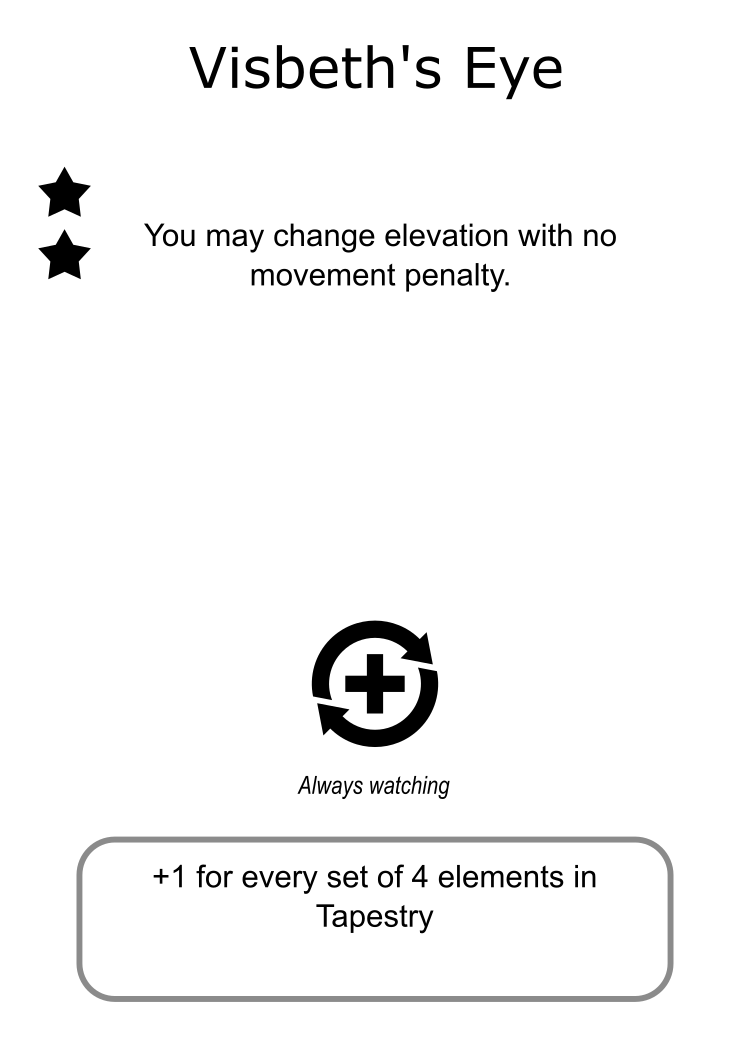 Visbeth's Eye
You may change elevation with no
movement penalty.
Always watching
+1 for every set of 4 elements in
Tapestry